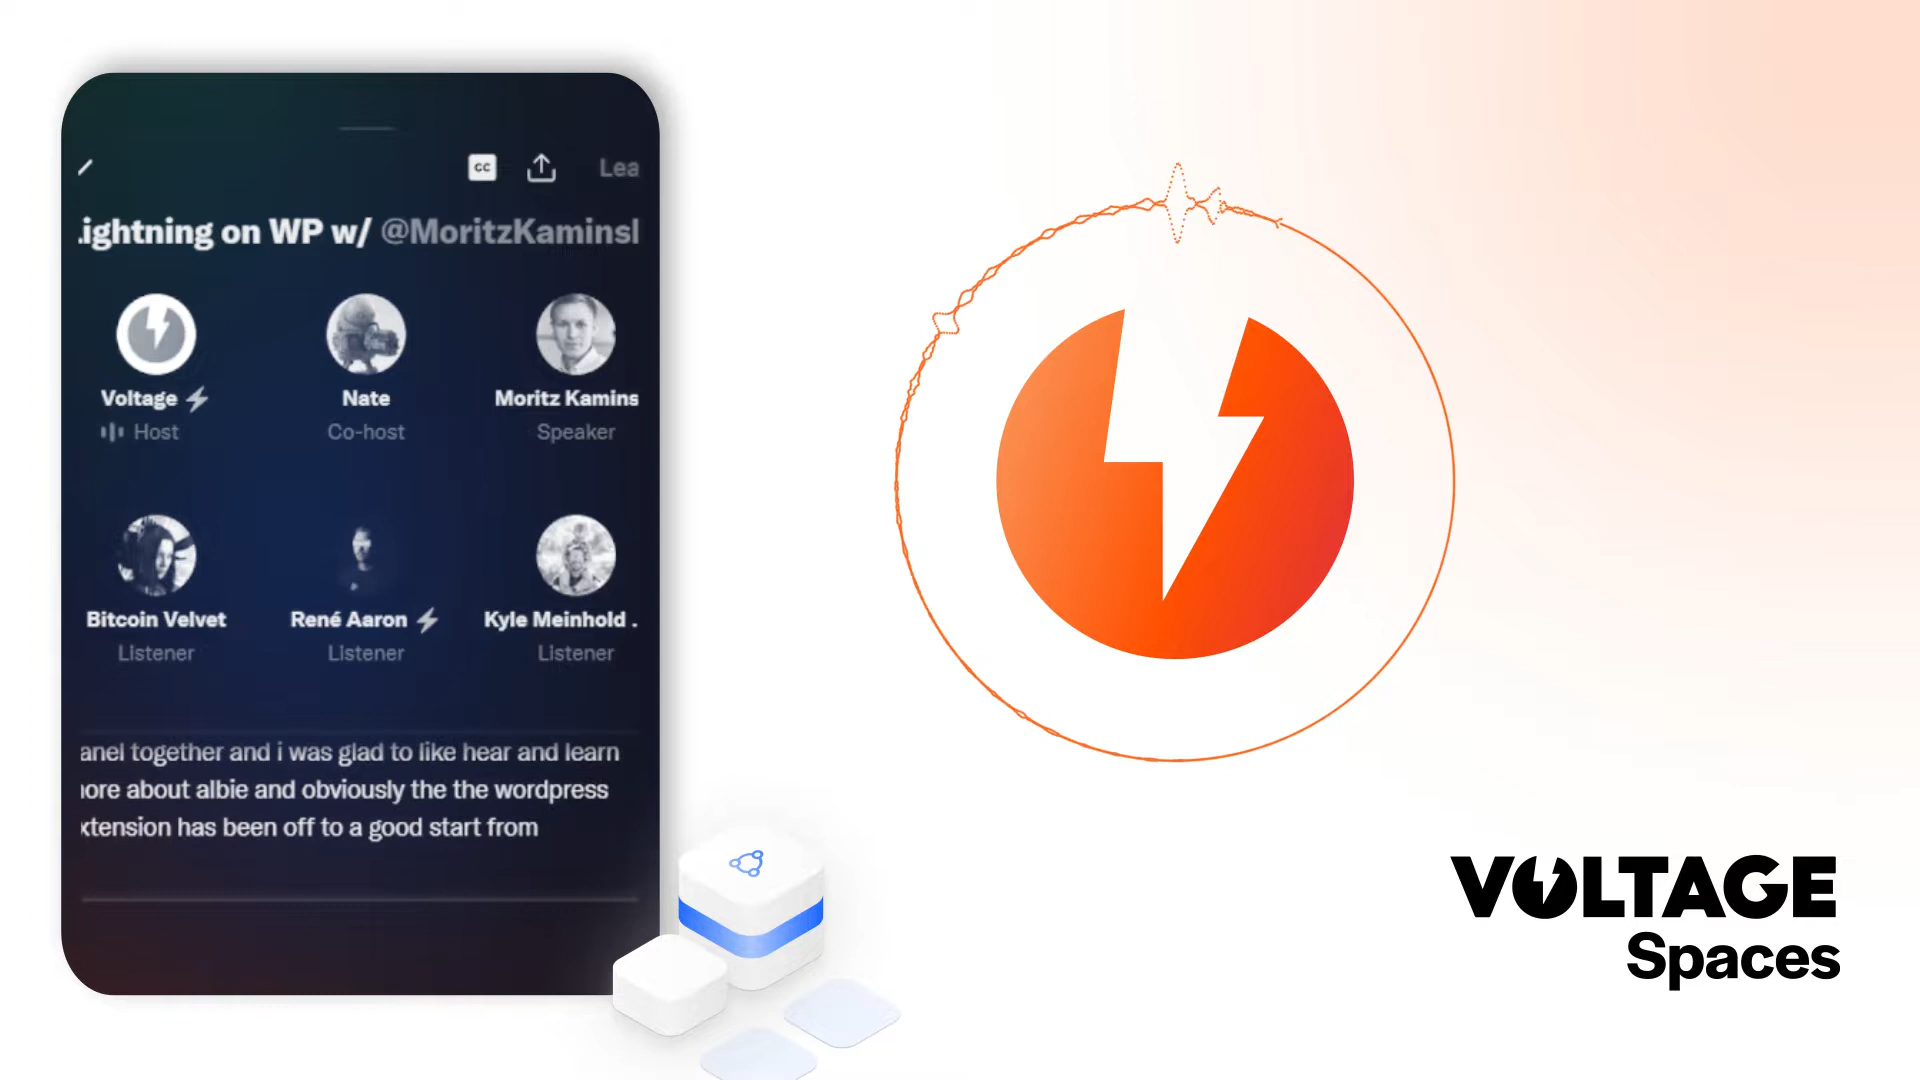 CC
Lea
.ightning on WP w/ @MoritzKaminsl
Voltage ⚡
Host
Nate
Co-host
Moritz Kamins
Speaker
Bitcoin Velvet
Listener
René Aaron ⚡
Listener
Kyle Meinhold .
Listener
anel together and i was glad to like hear and learn
ore about albie and obviously the the wordpress
xtension has been off to a good start from
VOLTAGE
Spaces